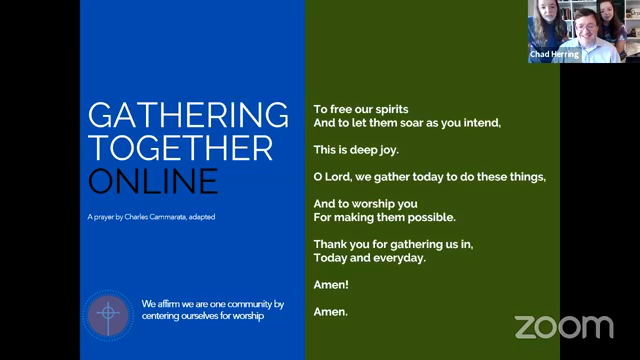 Chad Herring
GATHERING
TOGETHER
ONLINE
A prayer by Charles Cammarata, adapted
We affirm we are one community by
centering ourselves for worship
To free our spirits
And to let them soar as you intend,
This is deep joy.
O Lord, we gather today to do these things,
And to worship you
For making them possible.
Thank you for gathering us in,
Today and everyday.
Amen!
Amen.
zoom